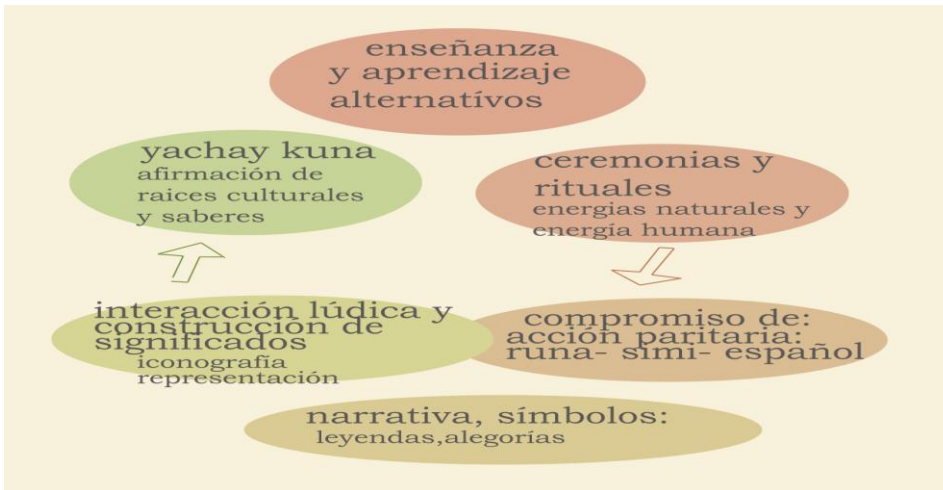 enseñanza
y aprendizaje
alternatívos
yachay kuna
afirmación de
raices culturales
y saberes
ceremonias y
rituales
energias naturales y
energía humana
interacción lúdica y
construcción de
significados
iconografía
representación
compromiso de:
acción paritaria:
runa- simi- español
narrativa, símbolos:
leyendas,alegorías